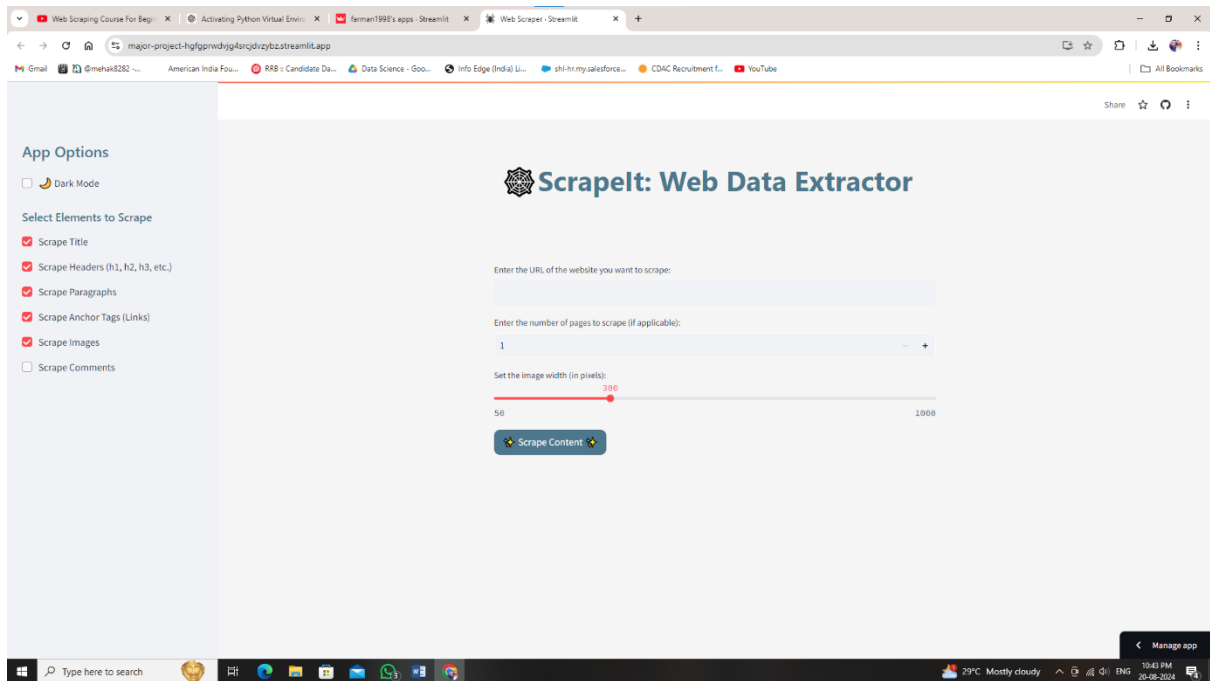 Web Scraping Course For Begin
Activating Python Virtual Enviro
farman1998's apps · Streamlit
Web Scraper · Streamlit
major-project-hgfgprwdvjg4srcjdvzybz.streamlit.app
Gmail
@mehak8282 -...
American India Fou...
RRB :: Candidate Da...
Data Science - Goo...
Info Edge (India) Li...
shl-hr.my.salesforce...
CDAC Recruitment f...
YouTube
All Bookmarks
Share
App Options
Dark Mode
Select Elements to Scrape
Scrape Title
Scrape Headers (h1, h2, h3, etc.)
Scrape Paragraphs
Scrape Anchor Tags (Links)
Scrape Images
Scrape Comments
ScrapeIt: Web Data Extractor
Enter the URL of the website you want to scrape:
Enter the number of pages to scrape (if applicable):
1
Set the image width (in pixels):
300
50
1000
Scrape Content
Manage app
Type here to search
29°C Mostly cloudy
ENG
10:43 PM
20-08-2024